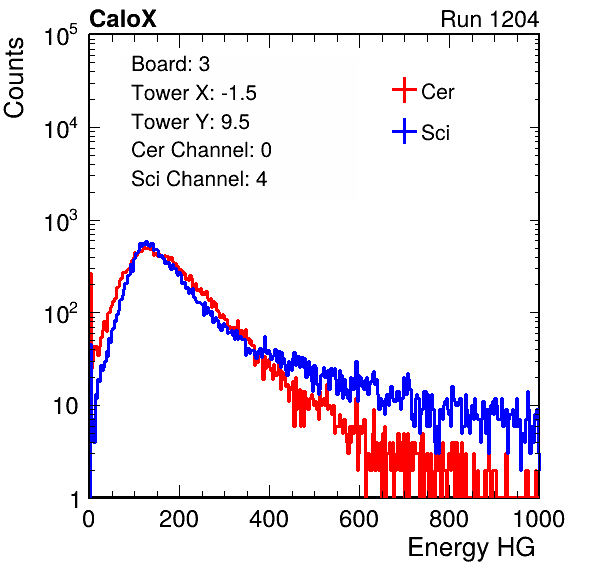 CaloX Run 1204
Counts
Board: 3
Tower X: -1.5
Tower Y: 9.5
Cer Channel: 0
Sci Channel: 4
Cer
Sci
10^5
10^4
10^3
10^2
10
1
0 200 400 600 800 1000
Energy HG